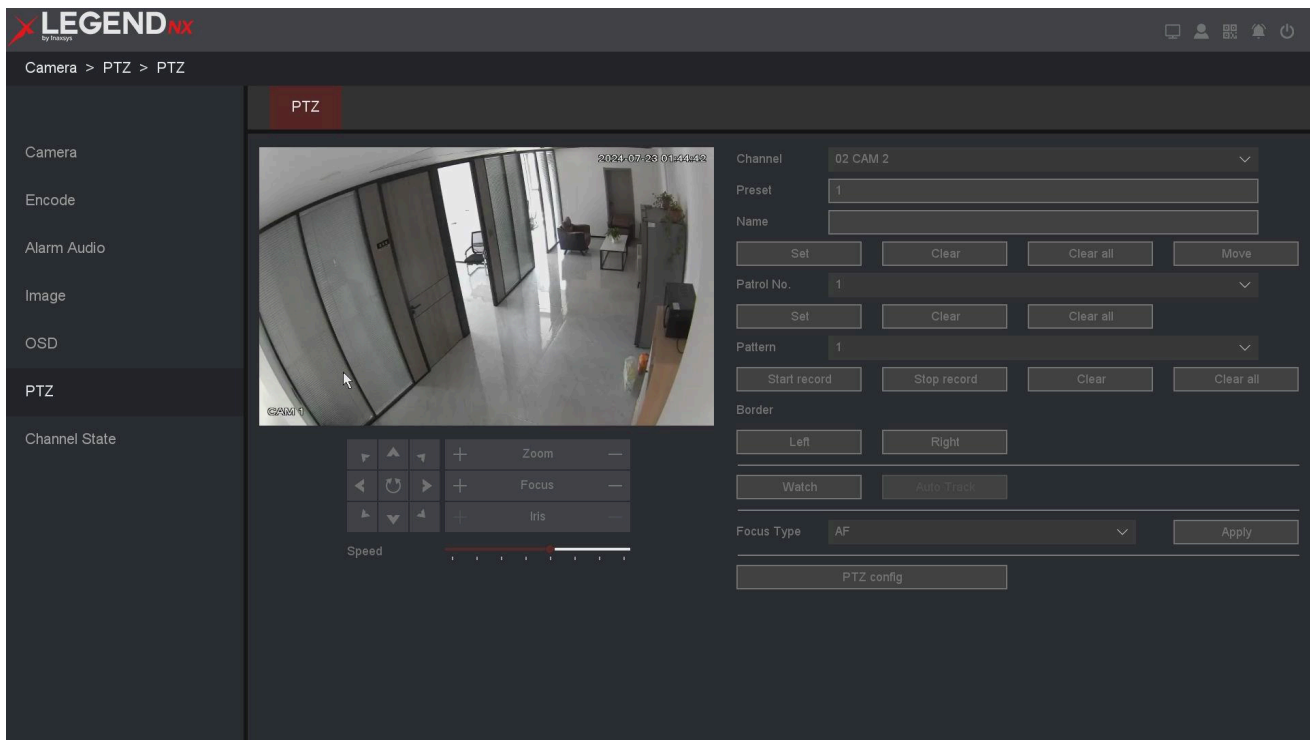 LEGEND NX
by Inaxsys
Camera > PTZ > PTZ
PTZ
Camera
Encode
Alarm Audio
Image
OSD
PTZ
Channel State
2024-07-23 01:44:42
CAM 1
Zoom
Focus
Iris
Speed
Channel 02 CAM 2
Preset 1
Name
Set Clear Clear all Move
Patrol No. 1
Set Clear Clear all
Pattern 1
Start record Stop record Clear Clear all
Border
Left Right
Watch Auto Track
Focus Type AF Apply
PTZ config